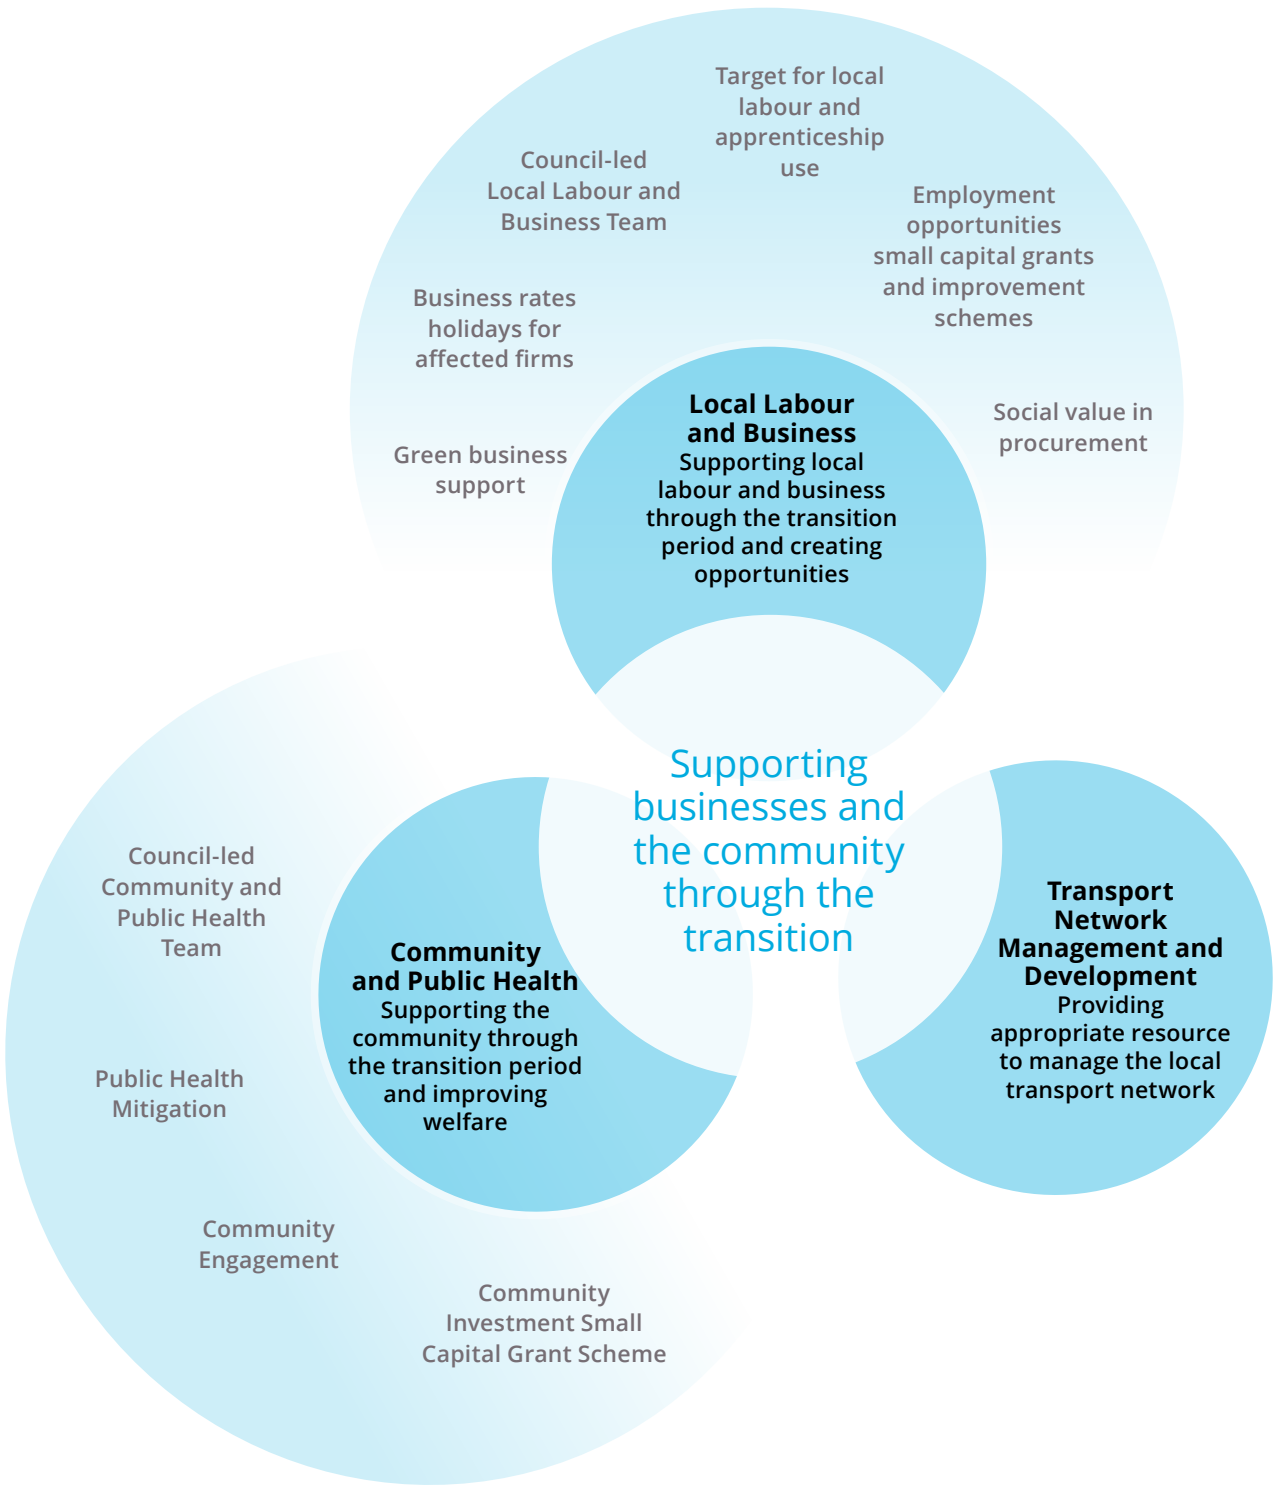 Target for local
labour and
apprenticeship
use
Council-led
Local Labour and
Business Team
Employment
opportunities
small capital grants
and improvement
schemes
Business rates
holidays for
affected firms
Social value in
procurement
Green business
support
Local Labour
and Business
Supporting local
labour and business
through the transition
period and creating
opportunities
Supporting
businesses and
the community
through the
transition
Council-led
Community and
Public Health
Team
Public Health
Mitigation
Community
Engagement
Community
Investment Small
Capital Grant Scheme
Community
and Public Health
Supporting the
community through
the transition period
and improving
welfare
Transport
Network
Management and
Development
Providing
appropriate resource
to manage the local
transport network